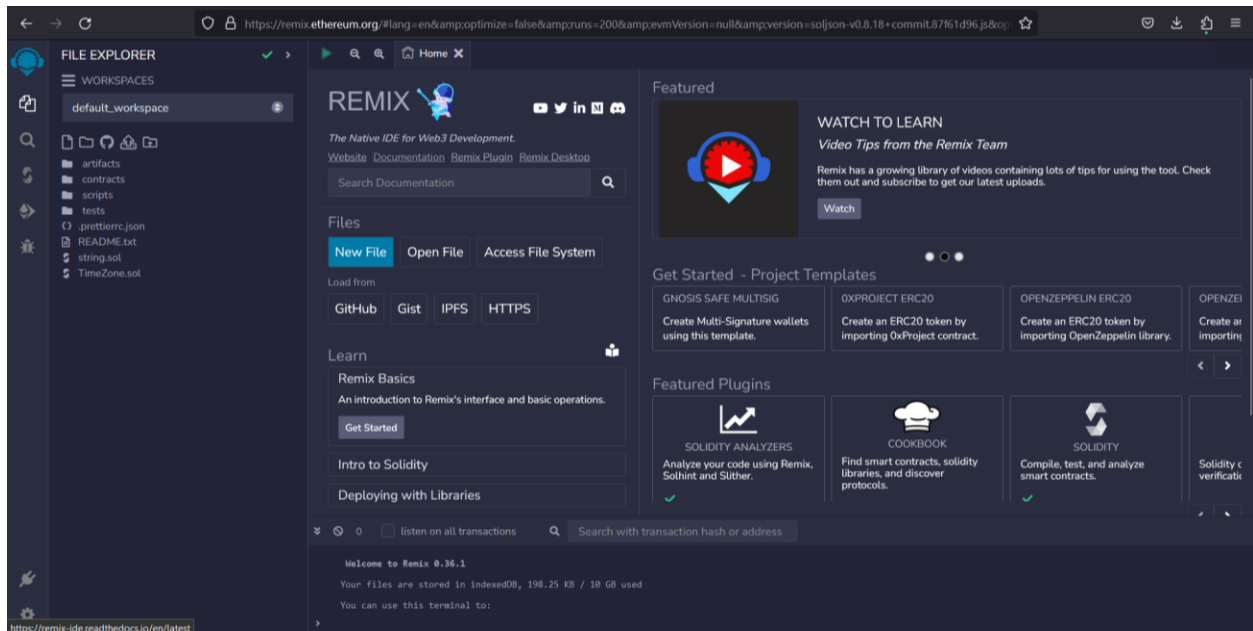 https://remix.ethereum.org/#lang=en&amp;optimize=false&amp;runs=200&amp;evmVersion=null&amp;version=soljson-v0.8.18+commit.87f61d96.js&op
FILE EXPLORER
WORKSPACES
default_workspace
artifacts
contracts
scripts
tests
.prettierrc.json
README.txt
string.sol
TimeZone.sol
Home
REMIX
The Native IDE for Web3 Development.
Website Documentation Remix Plugin Remix Desktop
Search Documentation
Files
New File Open File Access File System
Load from
GitHub Gist IPFS HTTPS
Learn
Remix Basics
An introduction to Remix's interface and basic operations.
Get Started
Intro to Solidity
Deploying with Libraries
Featured
WATCH TO LEARN
Video Tips from the Remix Team
Remix has a growing library of videos containing lots of tips for using the tool. Check
them out and subscribe to get our latest uploads.
Watch
Get Started - Project Templates
GNOSIS SAFE MULTISIG
Create Multi-Signature wallets
using this template.
0XPROJECT ERC20
Create an ERC20 token by
importing 0xProject contract.
OPENZEPPELIN ERC20
Create an ERC20 token by
importing OpenZeppelin library.
OPENZEI
Create an
importing
Featured Plugins
SOLIDITY ANALYZERS
Analyze your code using Remix,
Solhint and Slither.
COOKBOOK
Find smart contracts, solidity
libraries, and discover
protocols.
SOLIDITY
Compile, test, and analyze
smart contracts.
Solidity c
verificatic
0 listen on all transactions Search with transaction hash or address
Welcome to Remix 0.36.1
Your files are stored in indexedDB, 198.25 KB / 10 GB used
You can use this terminal to:
https://remix-ide.readthedocs.io/en/latest